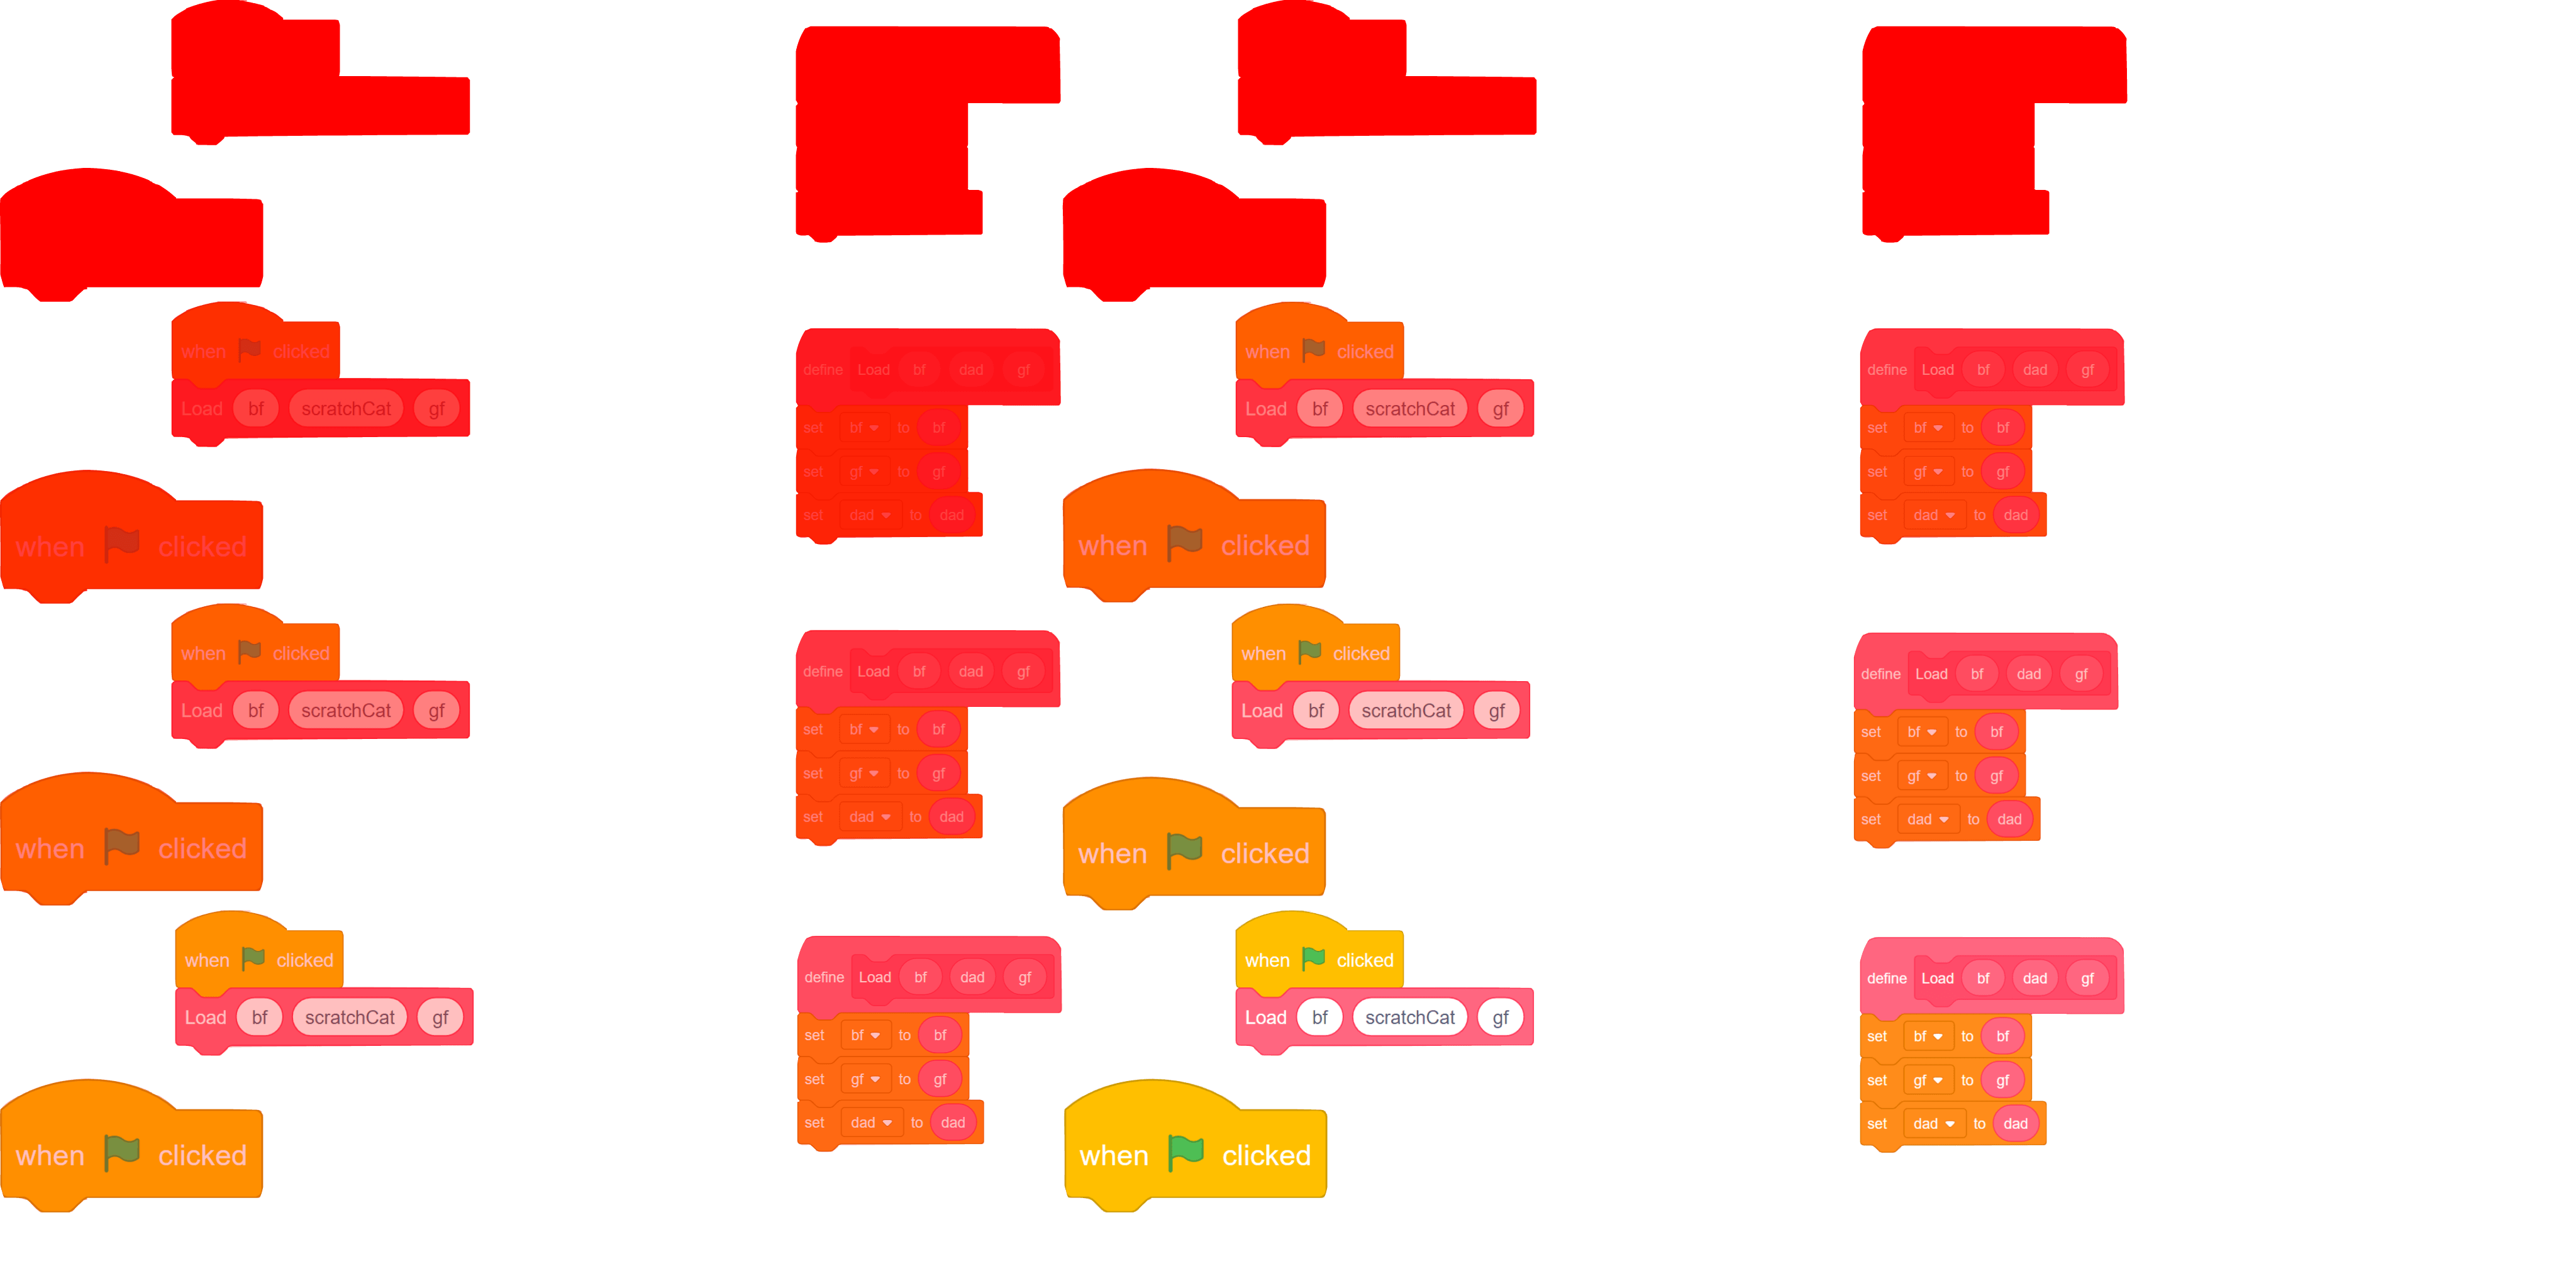 when clicked
Load bf scratchCat gf
define Load bf dad gf
set bf to bf
set gf to gf
set dad to dad
when clicked
when clicked
Load bf scratchCat gf
define Load bf dad gf
set bf to bf
set gf to gf
set dad to dad
when clicked
when clicked
Load bf scratchCat gf
define Load bf dad gf
set bf to bf
set gf to gf
set dad to dad
when clicked
when clicked
Load bf scratchCat gf
define Load bf dad gf
set bf to bf
set gf to gf
set dad to dad
when clicked
when clicked
Load bf scratchCat gf
define Load bf dad gf
set bf to bf
set gf to gf
set dad to dad
when clicked
when clicked
Load bf scratchCat gf
define Load bf dad gf
set bf to bf
set gf to gf
set dad to dad
when clicked